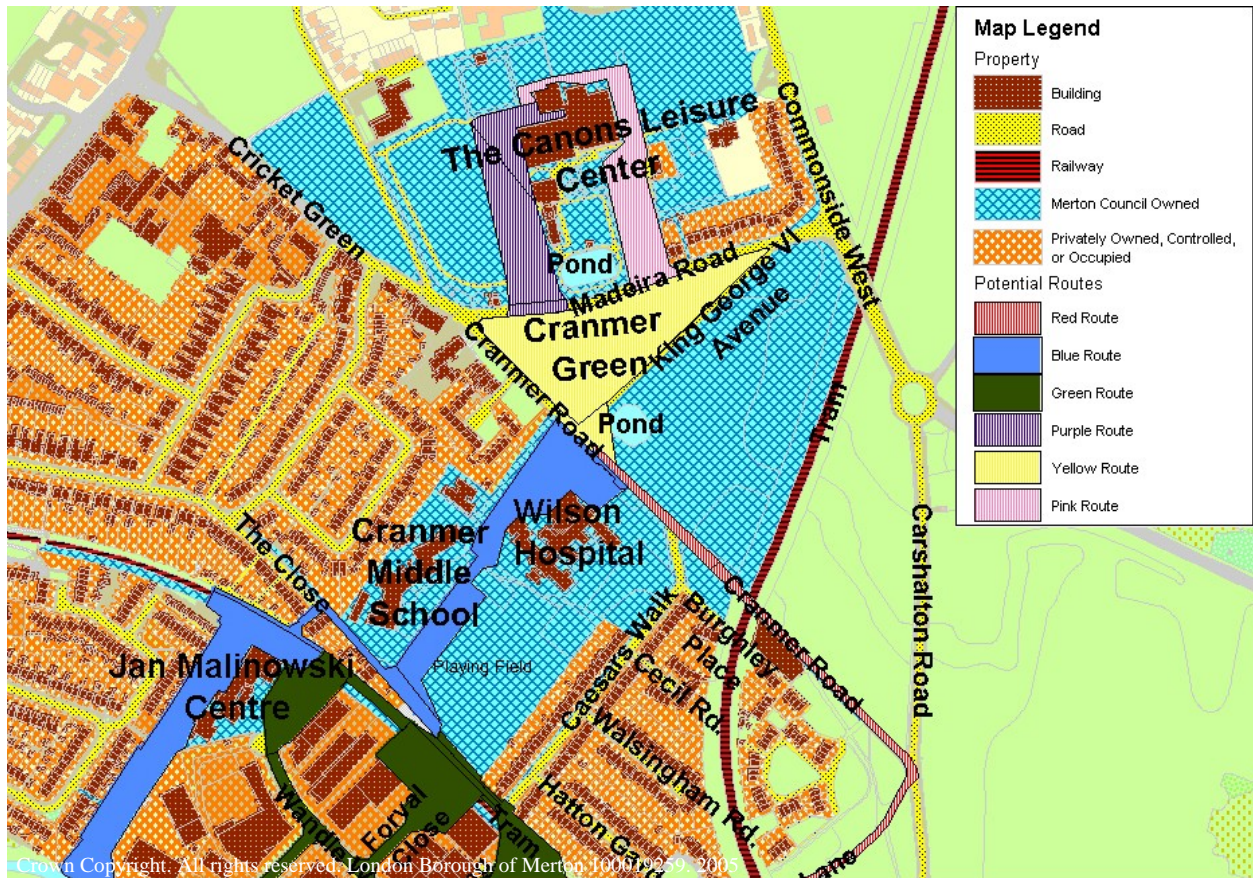 Map Legend
Property
Building
Road
Railway
Merton Council Owned
Privately Owned, Controlled,
or Occupied
Potential Routes
Red Route
Blue Route
Green Route
Purple Route
Yellow Route
Pink Route
The Canons Leisure
Center
Commonside West
Cricket Green
Pond
Madeira Road
King George VI
Avenue
Cranmer
Green
Cranmer Road
Pond
Tram
Carshalton Road
Wilson
Hospital
Cranmer
Middle
School
The Close
Playing Field
Jan Malinowski
Centre
Caesars Walk
Burghley
Place
Cranmer Road
Cecil Rd.
Walsingham Rd.
Hatton Ga
Wandle
Foryal
Close
Tram
Lane
Crown Copyright. All rights reserved. London Borough of Merton 100019259. 2005